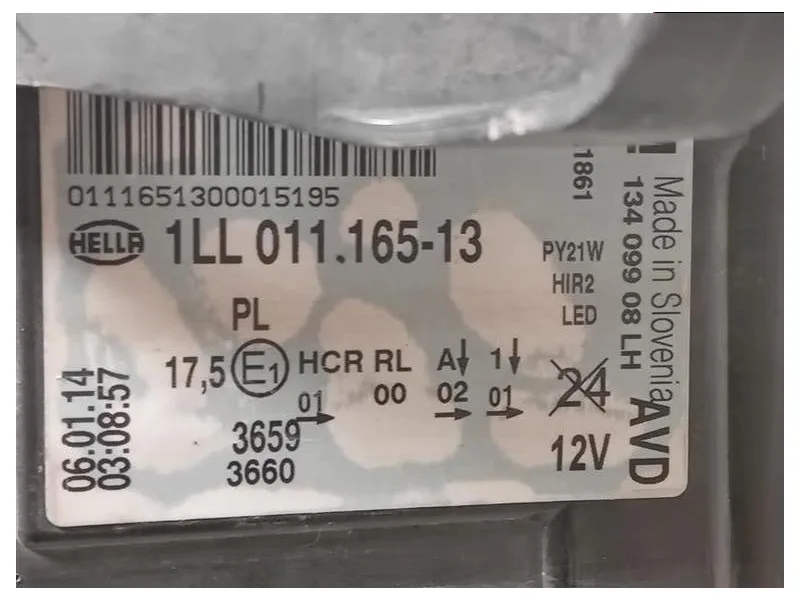 0111651300015195
HELLA 1LL 011.165-13
PL
17,5 E1 HCR RL A 1
01 00 02 01
3659
3660
PY21W
HIR2
LED
24
12V
06.01.14
03:08:57
1861
134 099 08 LH
Made in Slovenia
AVD